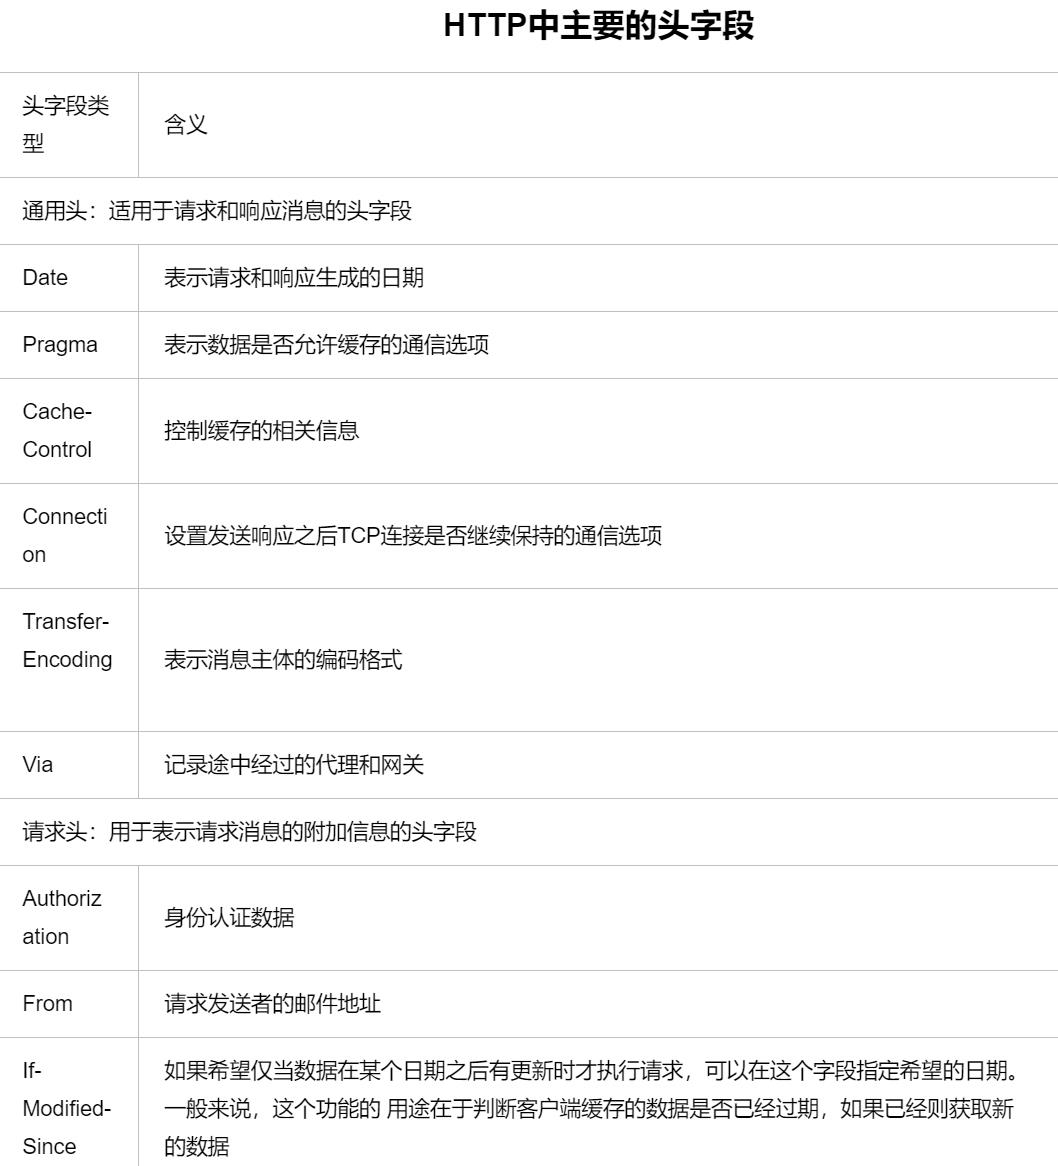 HTTP中主要的头字段
头字段类
型
含义
通用头：适用于请求和响应消息的头字段
Date
表示请求和响应生成的日期
Pragma
表示数据是否允许缓存的通信选项
Cache-
Control
控制缓存的相关信息
Connecti
on
设置发送响应之后TCP连接是否继续保持的通信选项
Transfer-
Encoding
表示消息主体的编码格式
Via
记录途中经过的代理和网关
请求头：用于表示请求消息的附加信息的头字段
Authoriz
ation
身份认证数据
From
请求发送者的邮件地址
If-
Modified-
Since
如果希望仅当数据在某个日期之后有更新时才执行请求，可以在这个字段指定希望的日期。
一般来说，这个功能的 用途在于判断客户端缓存的数据是否已经过期，如果已经则获取新
的数据